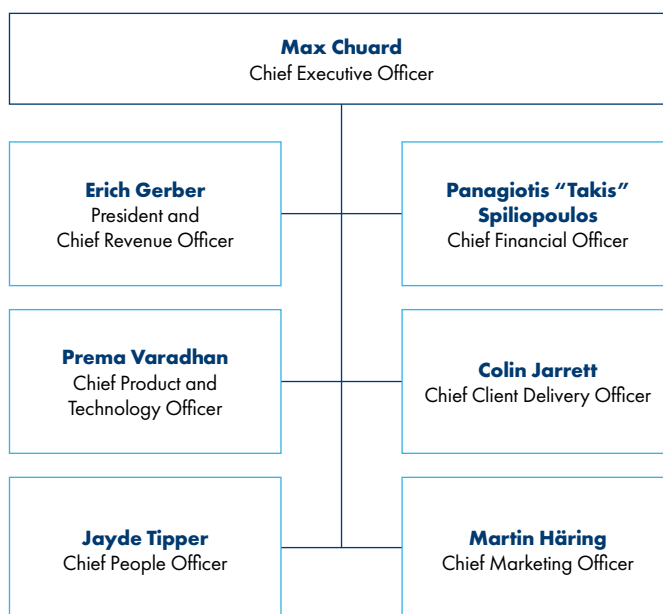 Max Chuard
Chief Executive Officer
Erich Gerber
President and
Chief Revenue Officer
Panagiotis “Takis”
Spiliopoulos
Chief Financial Officer
Prema Varadhan
Chief Product and
Technology Officer
Colin Jarrett
Chief Client Delivery Officer
Jayde Tipper
Chief People Officer
Martin Häring
Chief Marketing Officer